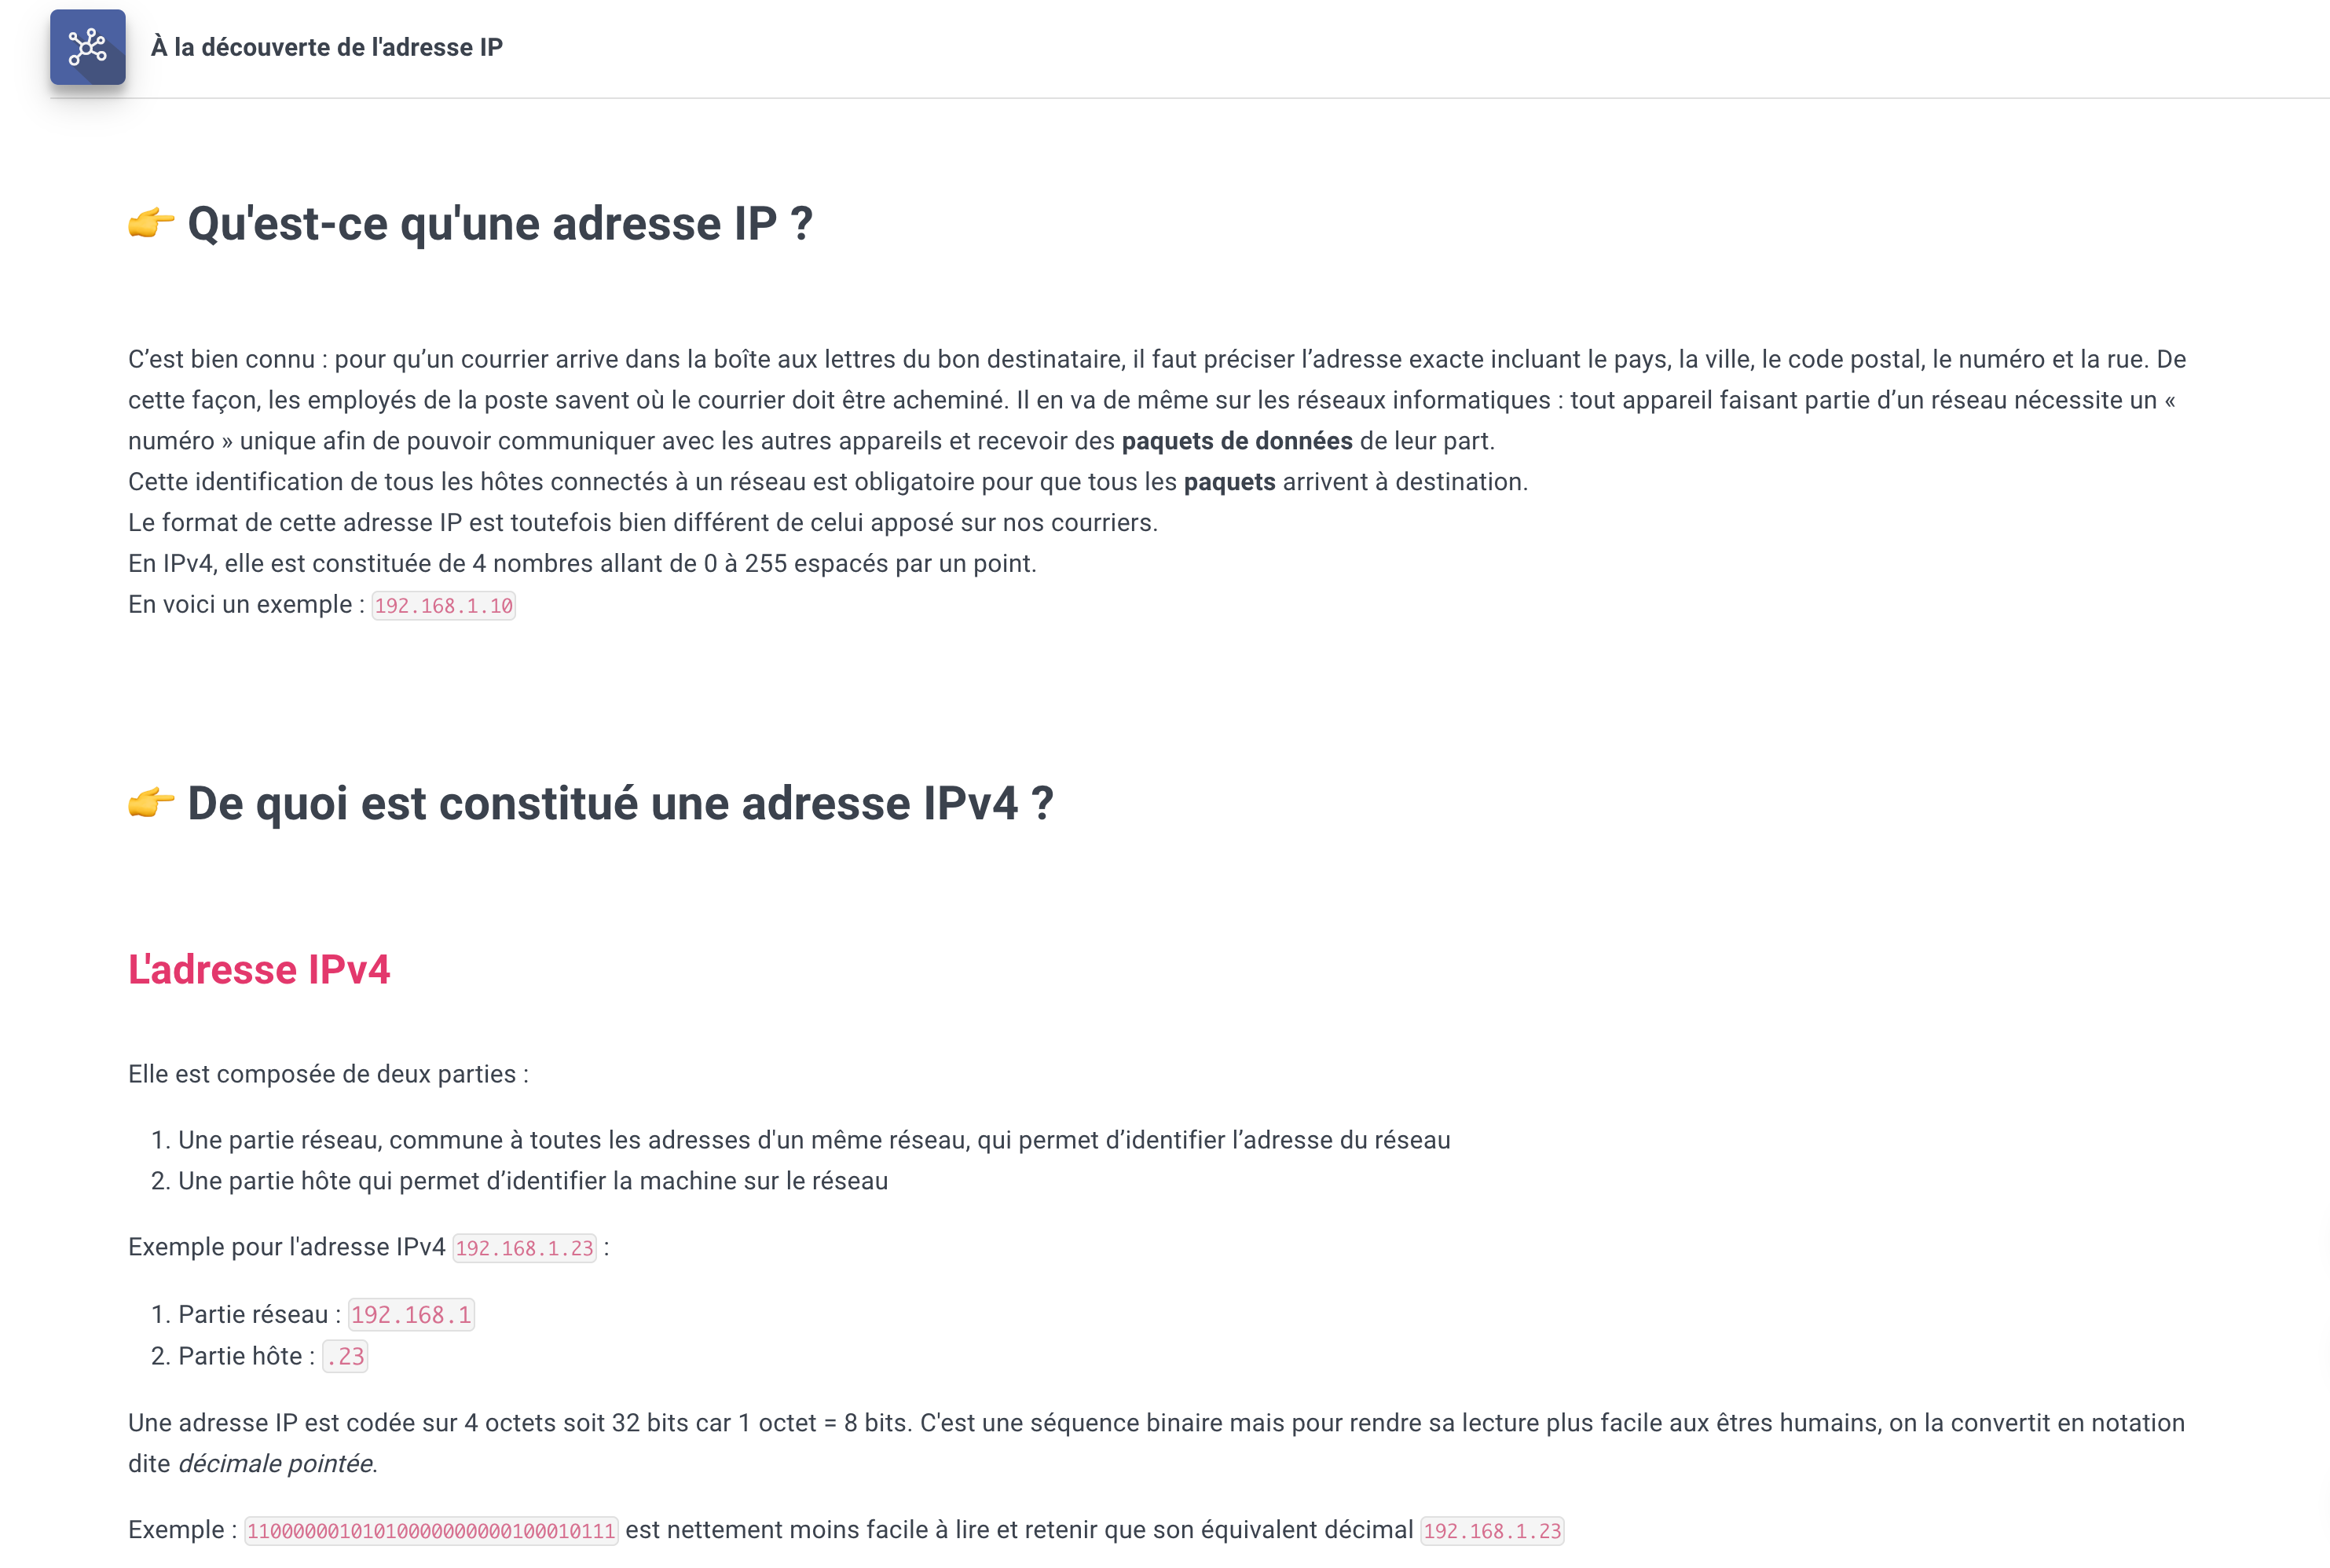 À la découverte de l'adresse IP
👉 Qu'est-ce qu'une adresse IP ?
C’est bien connu : pour qu’un courrier arrive dans la boîte aux lettres du bon destinataire, il faut préciser l’adresse exacte incluant le pays, la ville, le code postal, le numéro et la rue. De
cette façon, les employés de la poste savent où le courrier doit être acheminé. Il en va de même sur les réseaux informatiques : tout appareil faisant partie d’un réseau nécessite un «
numéro » unique afin de pouvoir communiquer avec les autres appareils et recevoir des paquets de données de leur part.
Cette identification de tous les hôtes connectés à un réseau est obligatoire pour que tous les paquets arrivent à destination.
Le format de cette adresse IP est toutefois bien différent de celui apposé sur nos courriers.
En IPv4, elle est constituée de 4 nombres allant de 0 à 255 espacés par un point.
En voici un exemple : 192.168.1.10
👉 De quoi est constitué une adresse IPv4 ?
L'adresse IPv4
Elle est composée de deux parties :
1. Une partie réseau, commune à toutes les adresses d'un même réseau, qui permet d’identifier l’adresse du réseau
2. Une partie hôte qui permet d’identifier la machine sur le réseau
Exemple pour l'adresse IPv4 192.168.1.23 :
1. Partie réseau : 192.168.1
2. Partie hôte : .23
Une adresse IP est codée sur 4 octets soit 32 bits car 1 octet = 8 bits. C'est une séquence binaire mais pour rendre sa lecture plus facile aux êtres humains, on la convertit en notation
dite décimale pointée.
Exemple : 11000000101010000000000100010111 est nettement moins facile à lire et retenir que son équivalent décimal 192.168.1.23